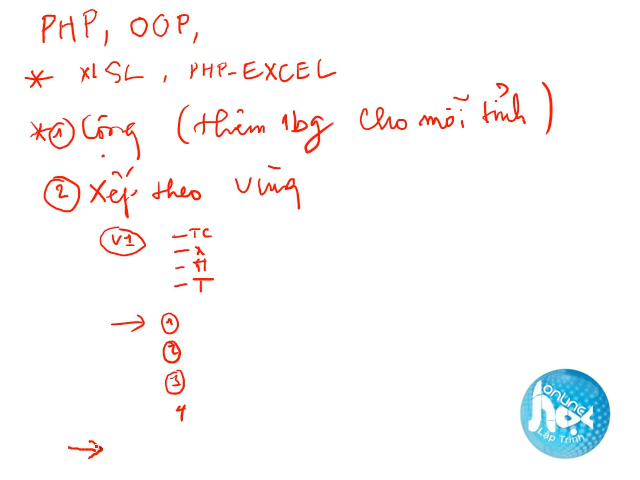 PHP, OOP,
* XLSL, PHP-EXCEL
* ① Cộng (thêm 1bg cho mỗi tỉnh)
② Xếp theo vùng
V1 – TC
– X
– H
– T
→ ①
②
③
4
→
ONLINE
học
Lập Trình